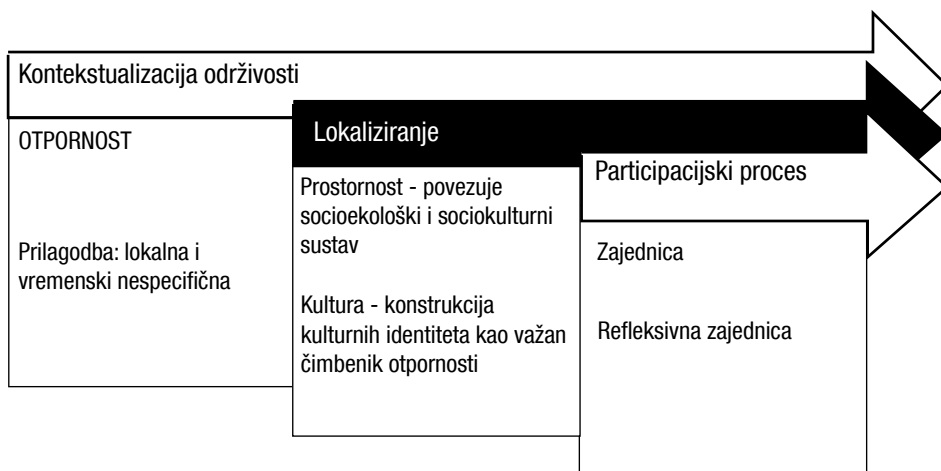 Kontekstualizacija održivosti
OTPORNOST
Prilagodba: lokalna i
vremenski nespecifična
Lokaliziranje
Prostornost - povezuje
socioekološki i sociokulturni
sustav
Kultura - konstrukcija
kulturnih identiteta kao važan
čimbenik otpornosti
Participacijski proces
Zajednica
Refleksivna zajednica